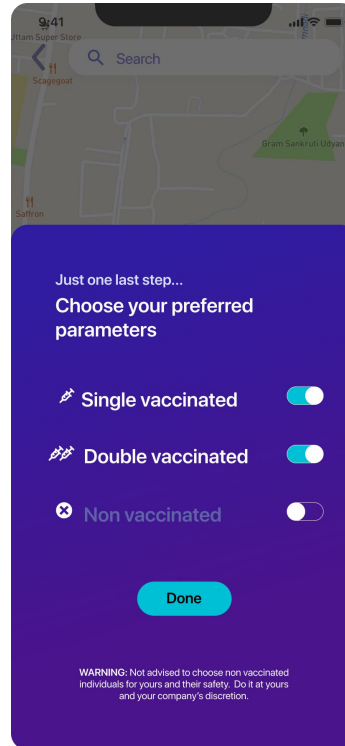 9:41
Uttam Super Store
Search
Scagegoat
Gram Sankruti Udyan
Saffron
Just one last step...
Choose your preferred
parameters
Single vaccinated
Double vaccinated
Non vaccinated
Done
WARNING: Not advised to choose non vaccinated
individuals for yours and their safety. Do it at yours
and your company's discretion.